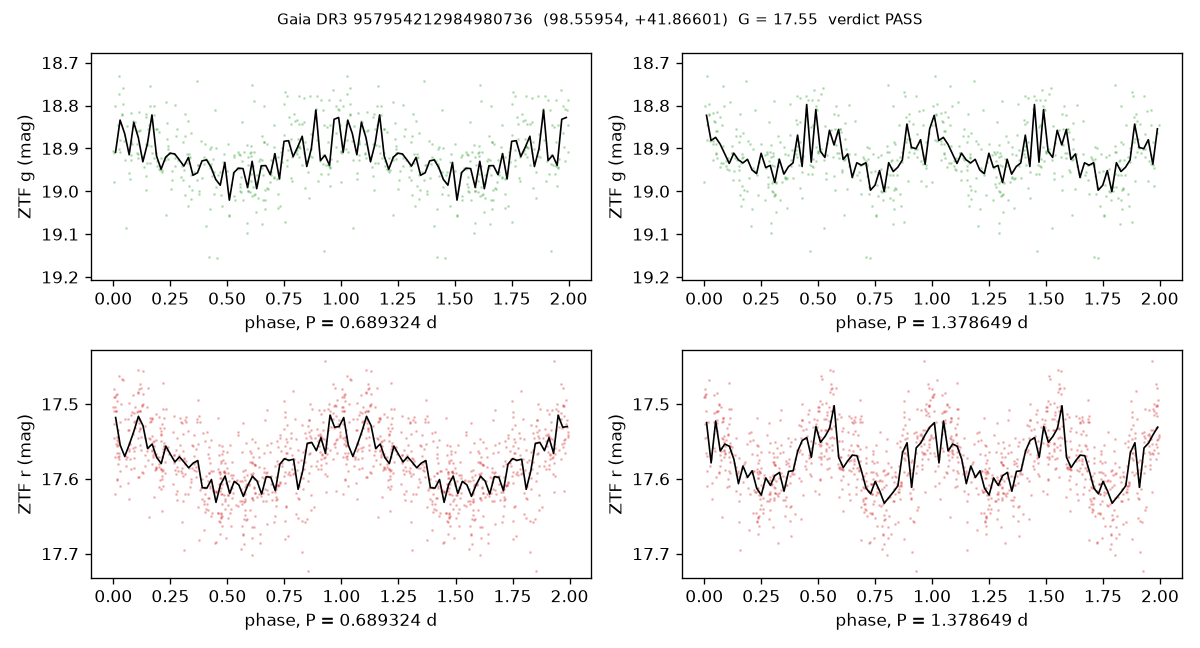 Gaia DR3 957954212984980736 (98.55954, +41.86601) G = 17.55 verdict PASS
ZTF g (mag)
18.7
18.8
18.9
19.0
19.1
19.2
0.00 0.25 0.50 0.75 1.00 1.25 1.50 1.75 2.00
phase, P = 0.689324 d
ZTF g (mag)
18.7
18.8
18.9
19.0
19.1
19.2
0.00 0.25 0.50 0.75 1.00 1.25 1.50 1.75 2.00
phase, P = 1.378649 d
ZTF r (mag)
17.5
17.6
17.7
0.00 0.25 0.50 0.75 1.00 1.25 1.50 1.75 2.00
phase, P = 0.689324 d
ZTF r (mag)
17.5
17.6
17.7
0.00 0.25 0.50 0.75 1.00 1.25 1.50 1.75 2.00
phase, P = 1.378649 d